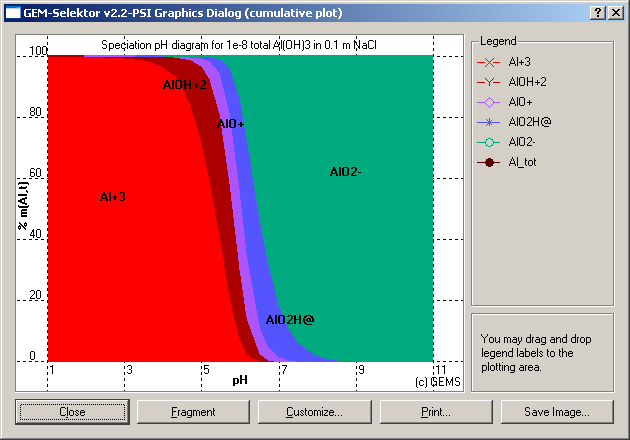 GEM-Selektor v2.2-PSI Graphics Dialog (cumulative plot)
Speciation pH diagram for 1e-8 total Al(OH)3 in 0.1 m NaCl
100
80
60
40
20
0
% m(Al,t)
1
3
5
7
9
11
pH
(c) GEMS
Al+3
AlOH+2
AlO+
AlO2-
AlO2H@
Legend
Al+3
AlOH+2
AlO+
AlO2H@
AlO2-
Al_tot
You may drag and drop
legend labels to the
plotting area.
Close
Fragment
Customize...
Print...
Save Image...